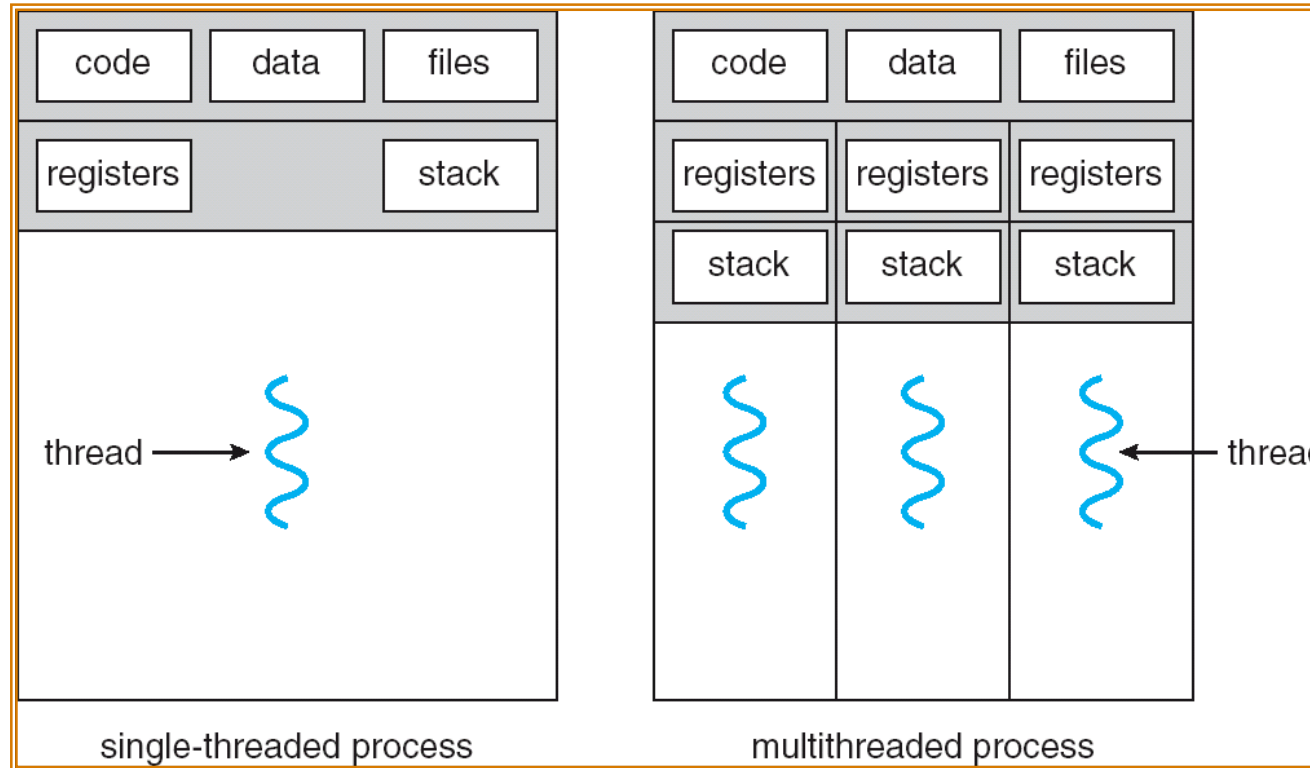 code data files code data files
registers stack registers registers registers
stack stack stack
thread threa
single-threaded process multithreaded process